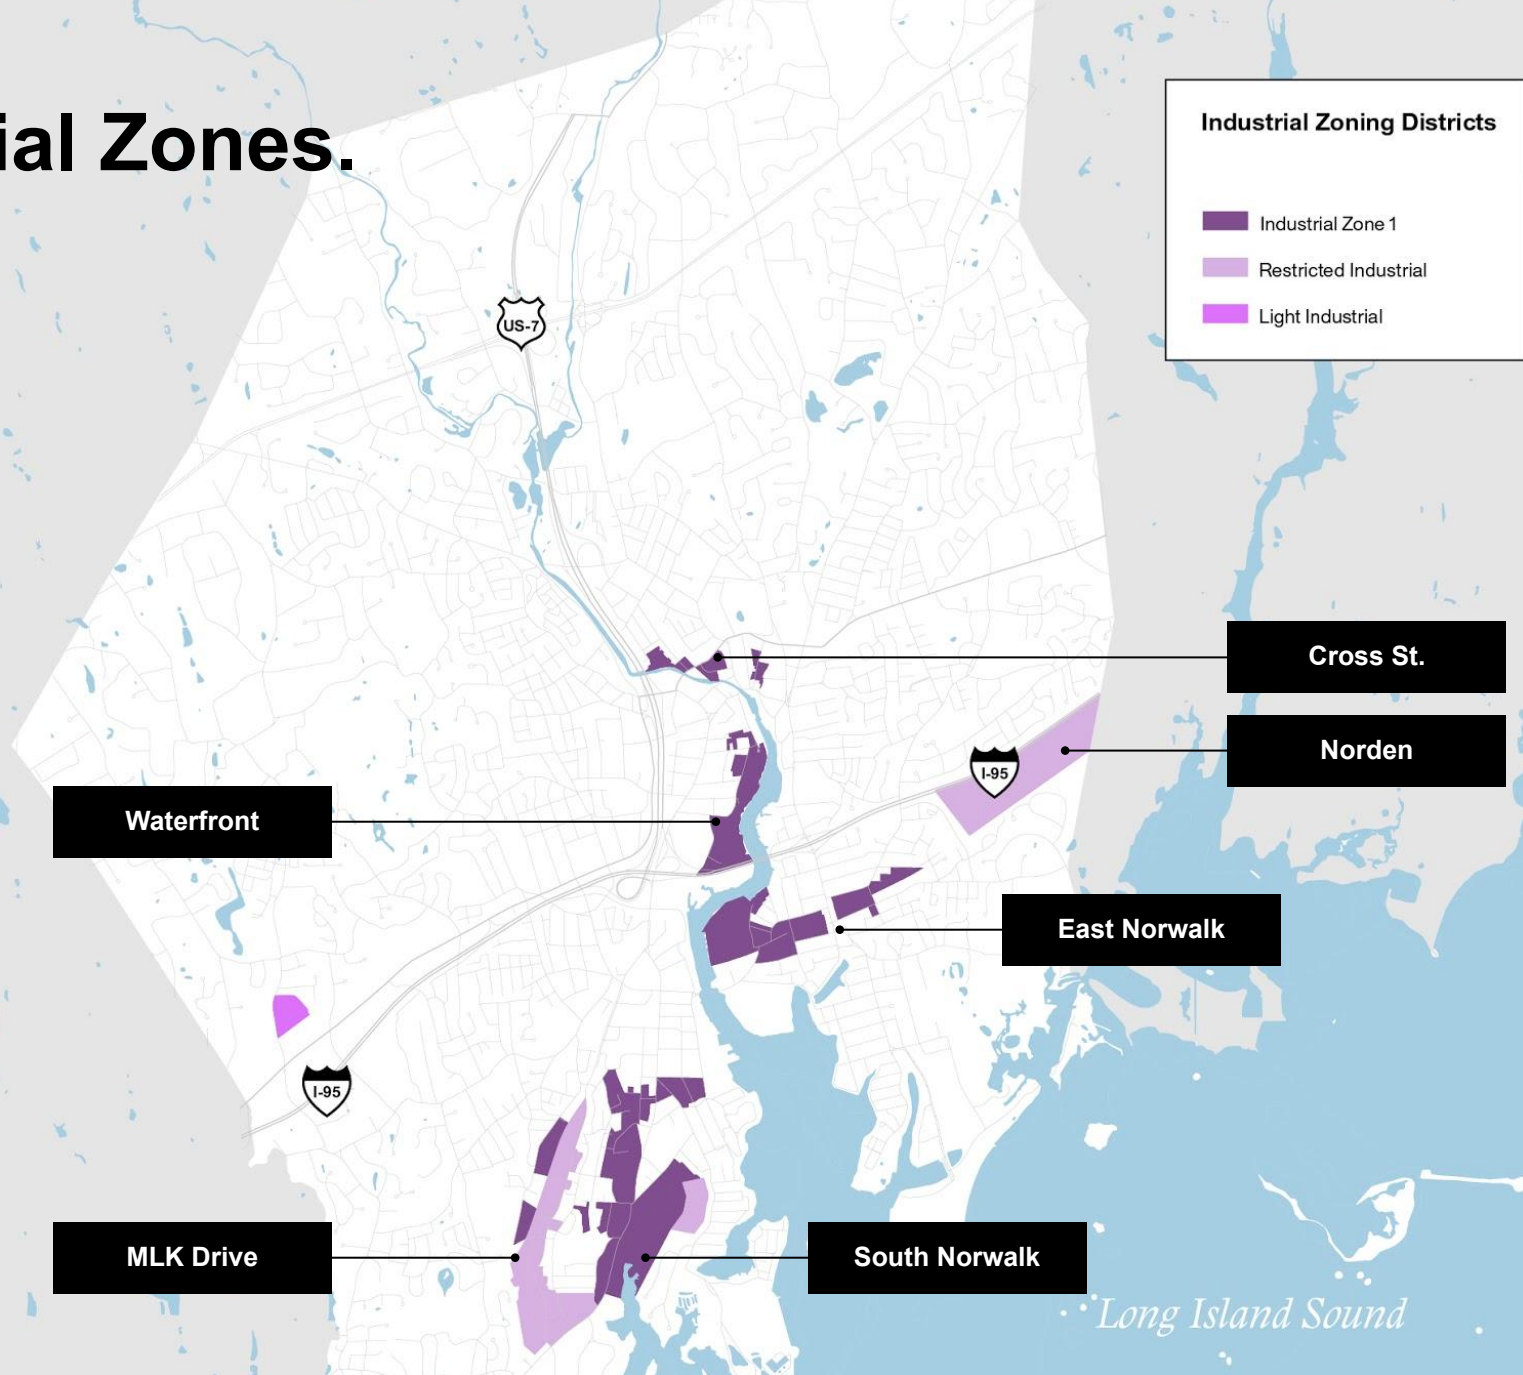 ial Zones.
Industrial Zoning Districts
Industrial Zone 1
Restricted Industrial
Light Industrial
US-7
Cross St.
Norden
I-95
Waterfront
East Norwalk
I-95
MLK Drive
South Norwalk
Long Island Sound